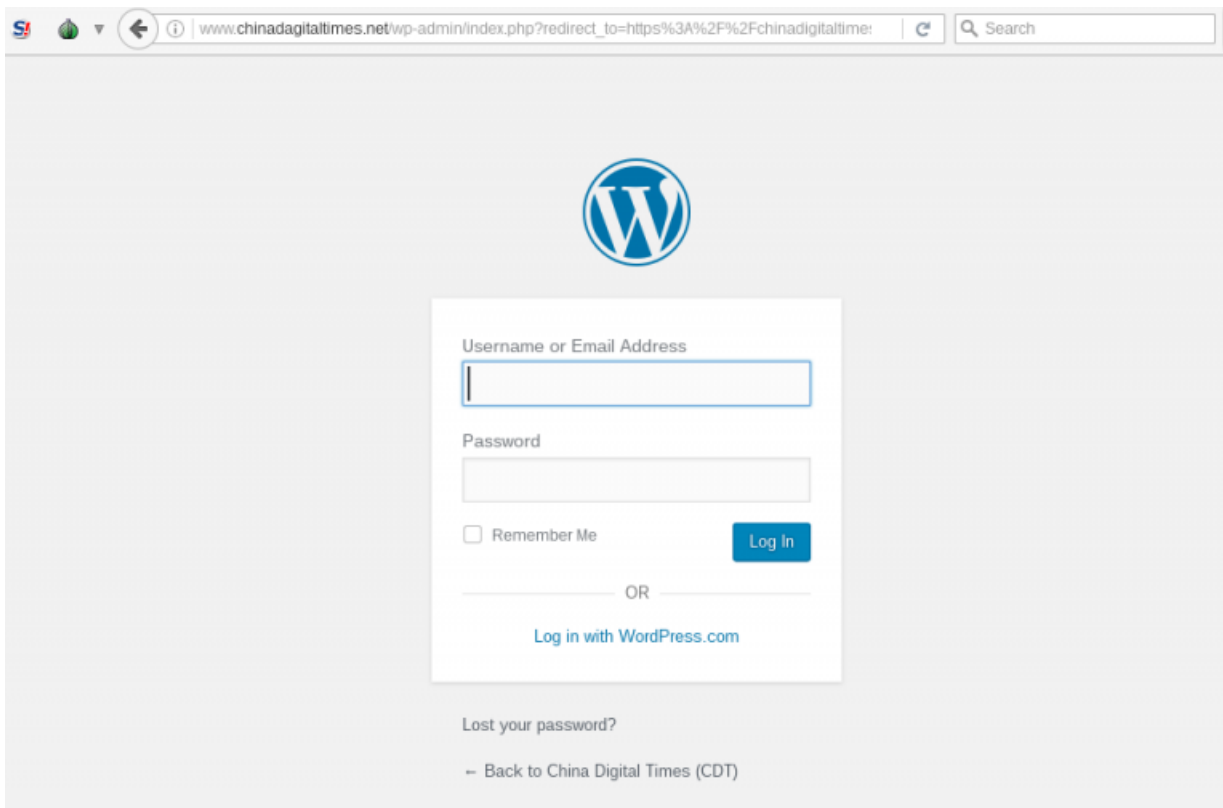 www.chinadagitaltimes.net/wp-admin/index.php?redirect_to=https%3A%2F%2Fchinadigitaltime
Search
Username or Email Address
Password
Remember Me
Log In
OR
Log in with WordPress.com
Lost your password?
← Back to China Digital Times (CDT)